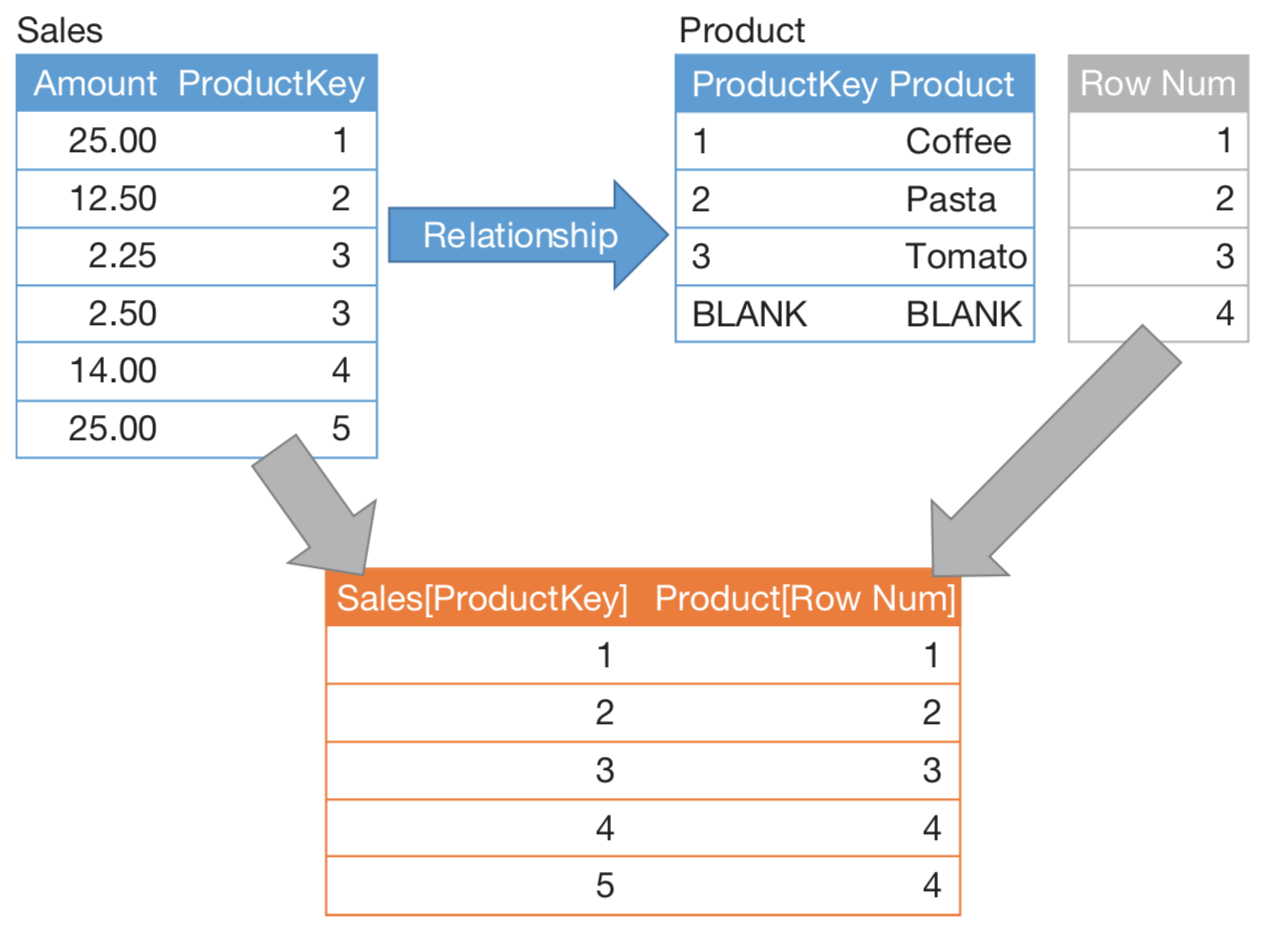 Sales
Amount ProductKey
25.00 1
12.50 2
2.25 3
2.50 3
14.00 4
25.00 5
Relationship
Product
ProductKey Product
1 Coffee
2 Pasta
3 Tomato
BLANK BLANK
Row Num
1
2
3
4
Sales[ProductKey] Product[Row Num]
1 1
2 2
3 3
4 4
5 4